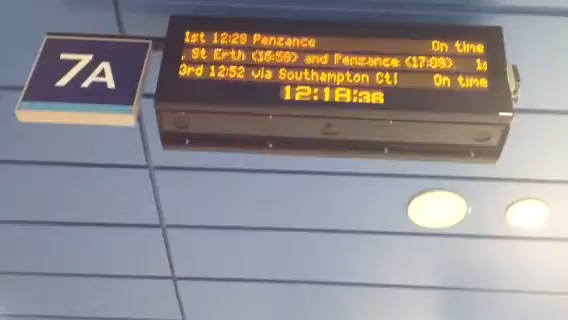 7A
1st 12:29 Penzance On time
, St Erth (16:59) and Penzance (17:09).
3rd 12:52 via Southampton Ctl On time
12:18:36